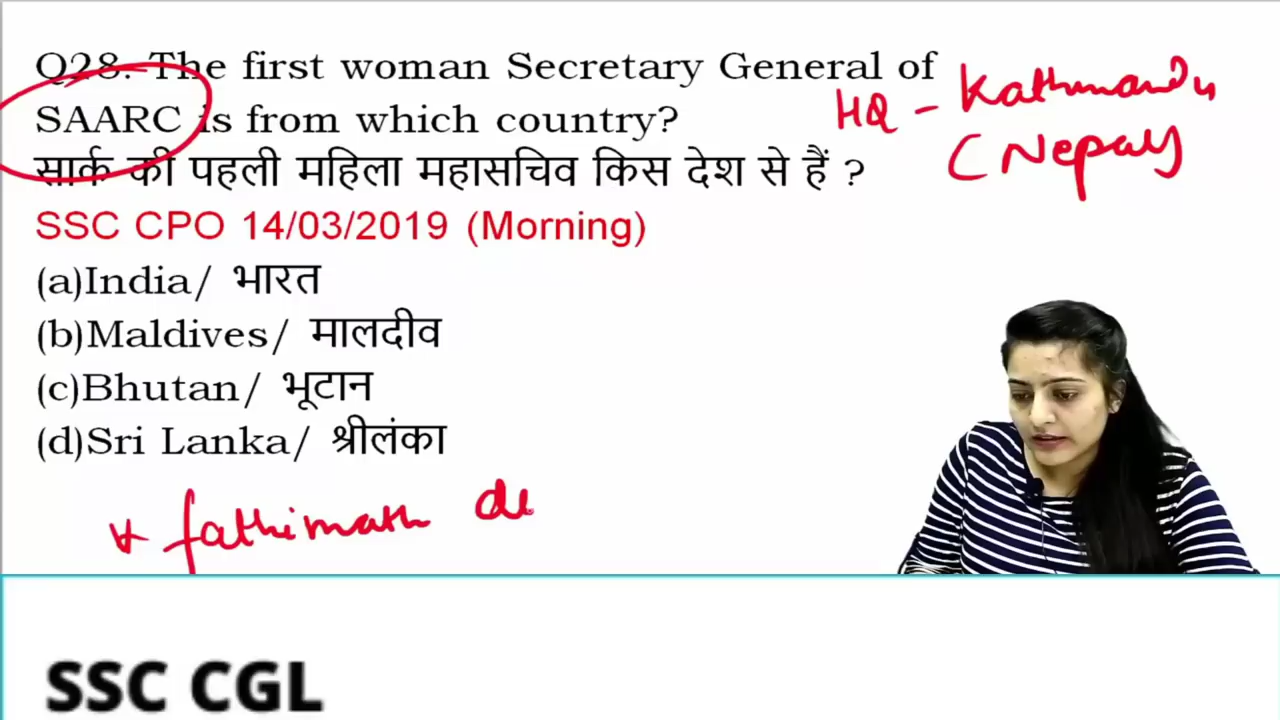 Q28. The first woman Secretary General of
SAARC is from which country?
HQ - Kathmandu
(Nepal)
सार्क की पहली महिला महासचिव किस देश से हैं ?
SSC CPO 14/03/2019 (Morning)
(a)India/ भारत
(b)Maldives/ मालदीव
(c)Bhutan/ भूटान
(d)Sri Lanka/ श्रीलंका
* fathimath
SSC CGL